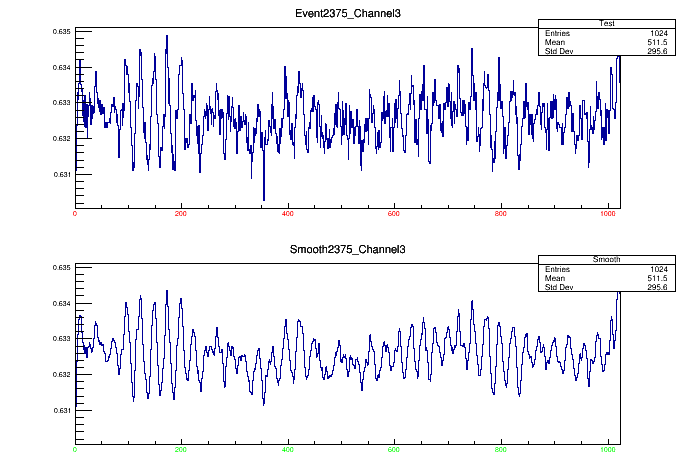 Event2375_Channel3
Test
Entries 1024
Mean 511.5
Std Dev 295.6
0.635
0.634
0.633
0.632
0.631
0 200 400 600 800 1000
Smooth2375_Channel3
Smooth
Entries 1024
Mean 511.5
Std Dev 295.6
0.635
0.634
0.633
0.632
0.631
0 200 400 600 800 1000